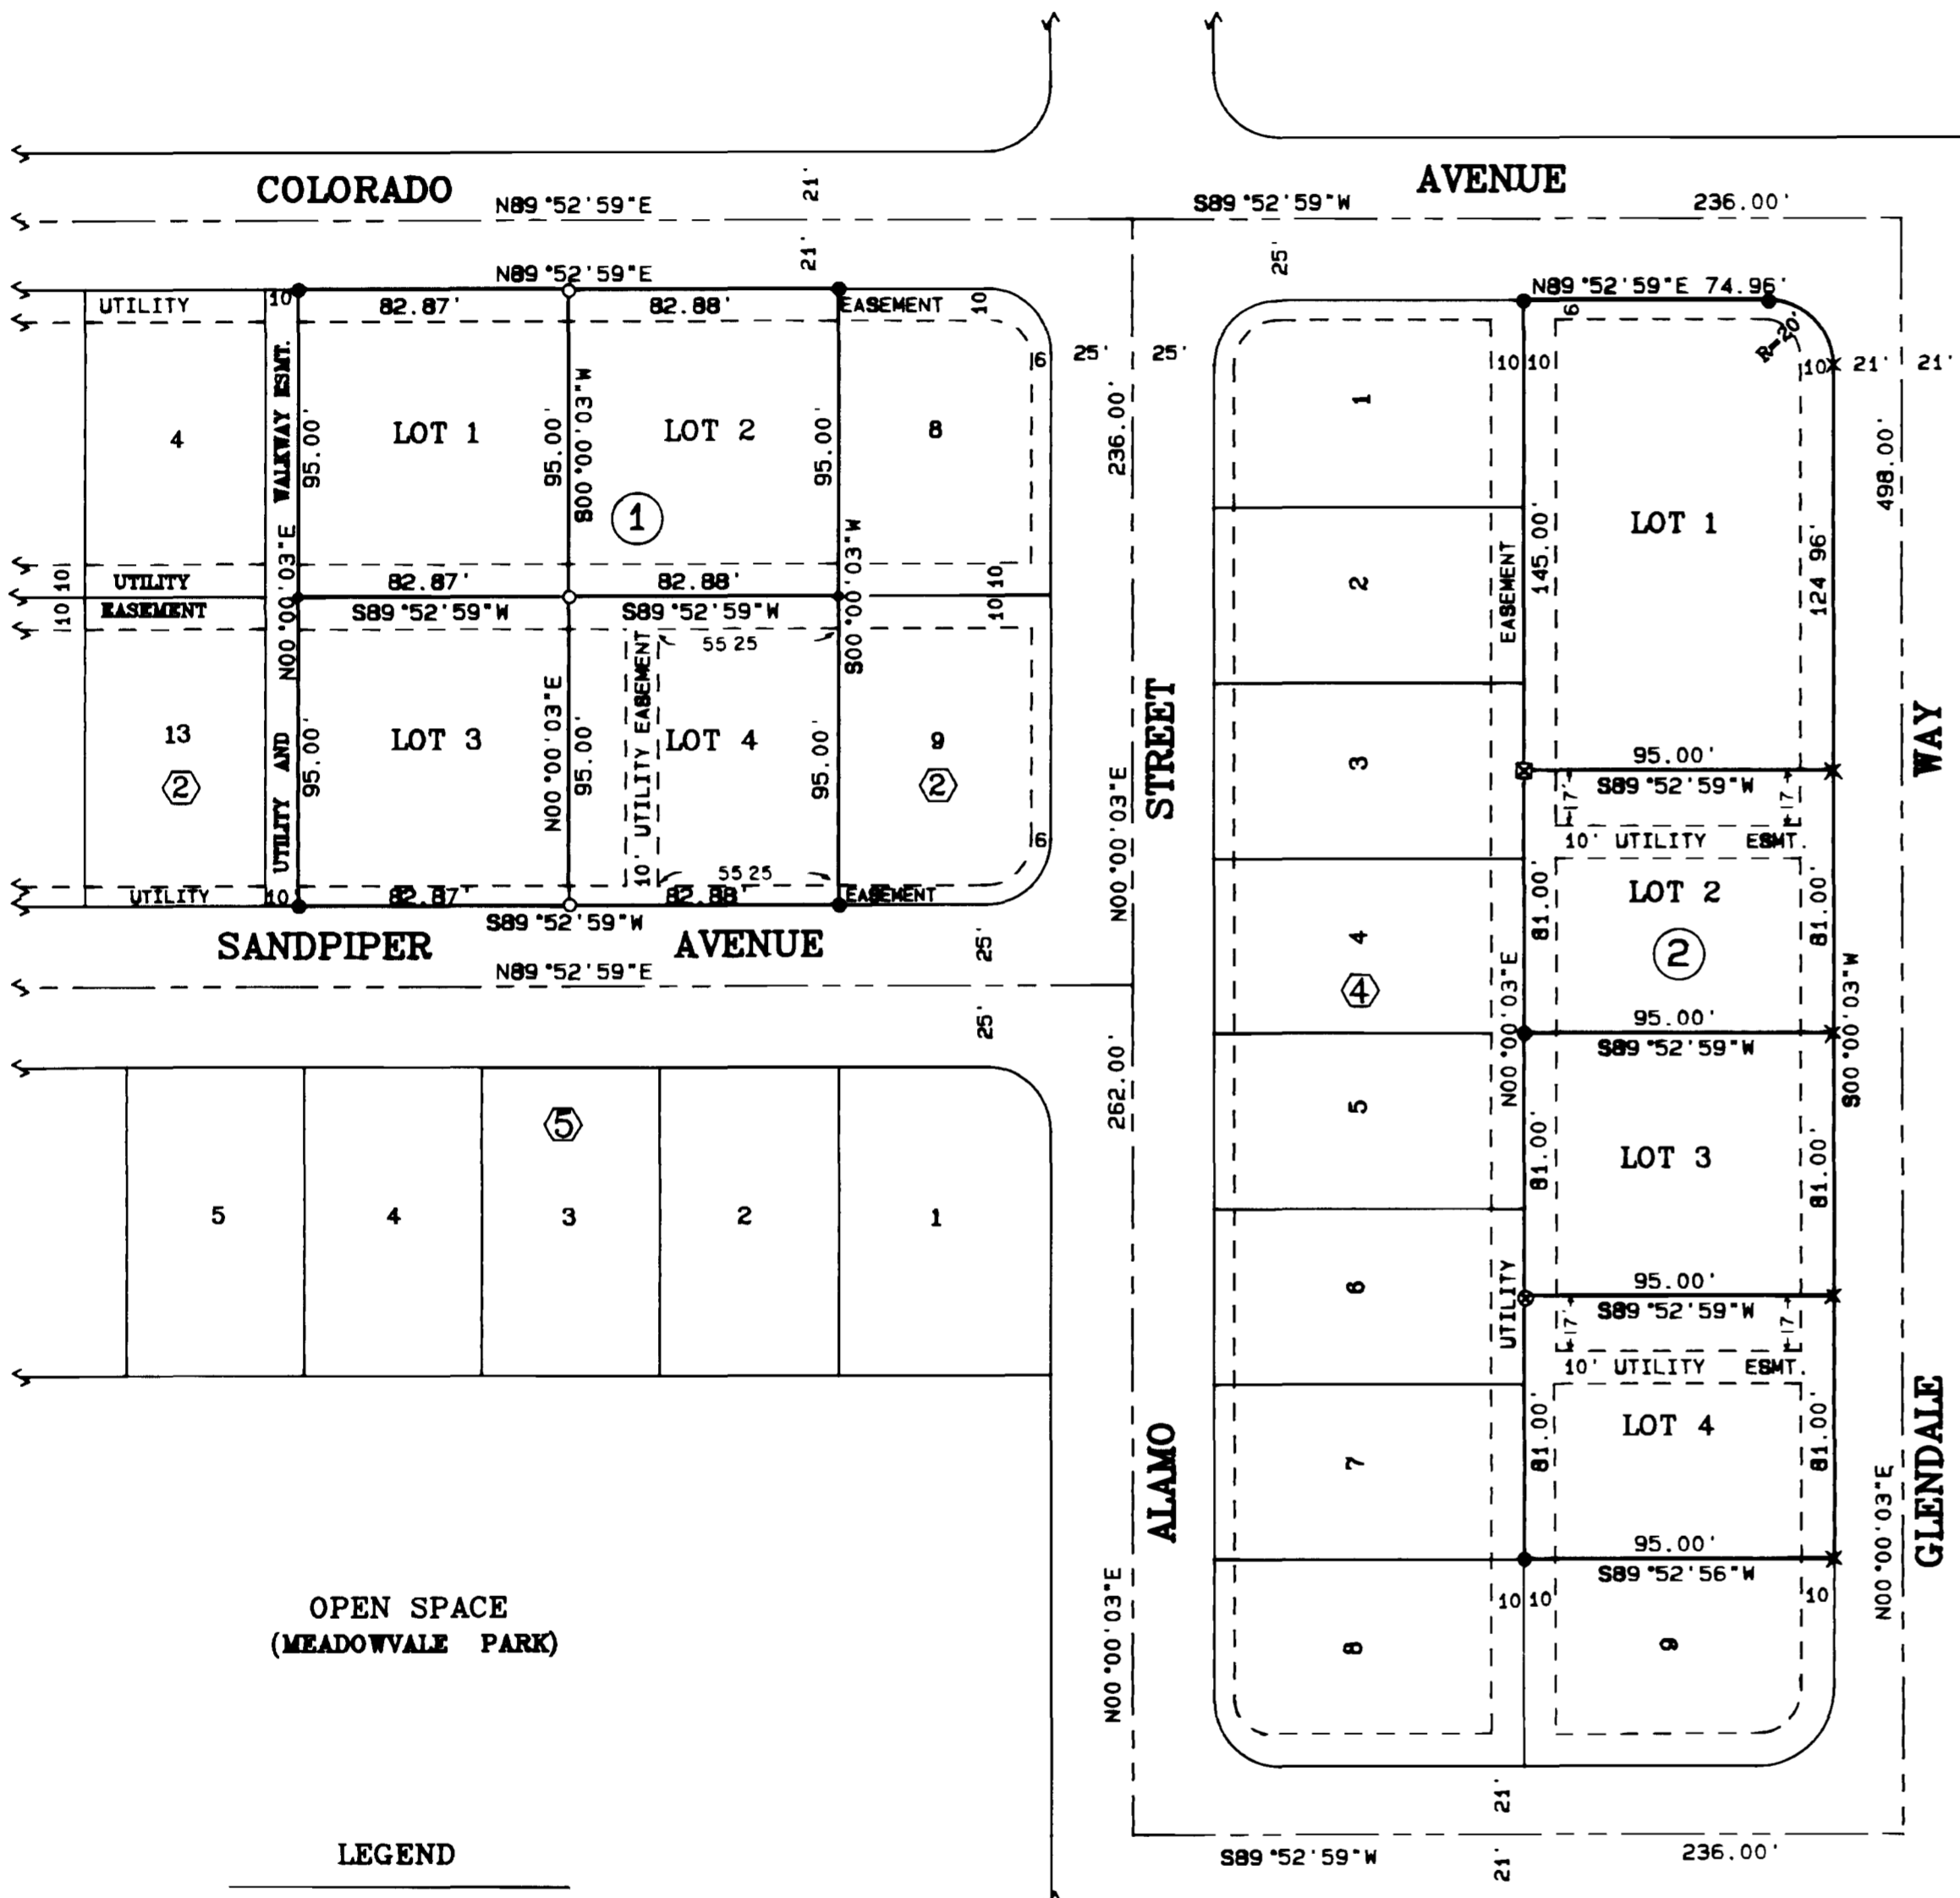 COLORADO
AVENUE
N89°52'59"E
21'
S89°52'59"W
236.00'
N89°52'59"E
21'
25'
N89°52'59"E 74.96'
UTILITY
10
82.87'
82.88'
EASEMENT
10
6
R=20'
6
25'
25'
10
10
10
21'
21'
WALKWAY ESMT.
95.00'
95.00'
S00°00'03"W
95.00'
236.00'
498.00'
4
LOT 1
LOT 2
8
1
1
LOT 1
EASEMENT
145.00'
124 96'
2
10
10
UTILITY
EASEMENT
10
10
N00°00'03"E
82.87'
82.88'
S89°52'59"W
S89°52'59"W
S00°00'03"W
10
10
55 25
10' UTILITY EASEMENT
13
2
UTILITY AND
95.00'
LOT 3
N00°00'03"E
95.00'
LOT 4
95.00'
9
2
6
STREET
N00°00'03"E
3
95.00'
S89°52'59"W
17'
17'
WAY
10' UTILITY ESMT.
55 25
UTILITY
10
82.87'
82.88'
EASEMENT
S89°52'59"W
SANDPIPER
AVENUE
25'
N89°52'59"E
25'
4
4
81.00'
LOT 2
2
81.00'
N00°00'03"E
S00°00'03"W
95.00'
S89°52'59"W
262.00'
5
5
81.00'
LOT 3
81.00'
5
4
3
2
1
6
UTILITY
95.00'
S89°52'59"W
17'
17'
10' UTILITY ESMT.
ALAMO
7
81.00'
LOT 4
81.00'
GLENDALE
95.00'
S89°52'56"W
N00°00'03"E
N00°00'03"E
10
10
10
8
9
OPEN SPACE
(MEADOWVALE PARK)
21'
LEGEND
S89°52'59"W
21'
236.00'